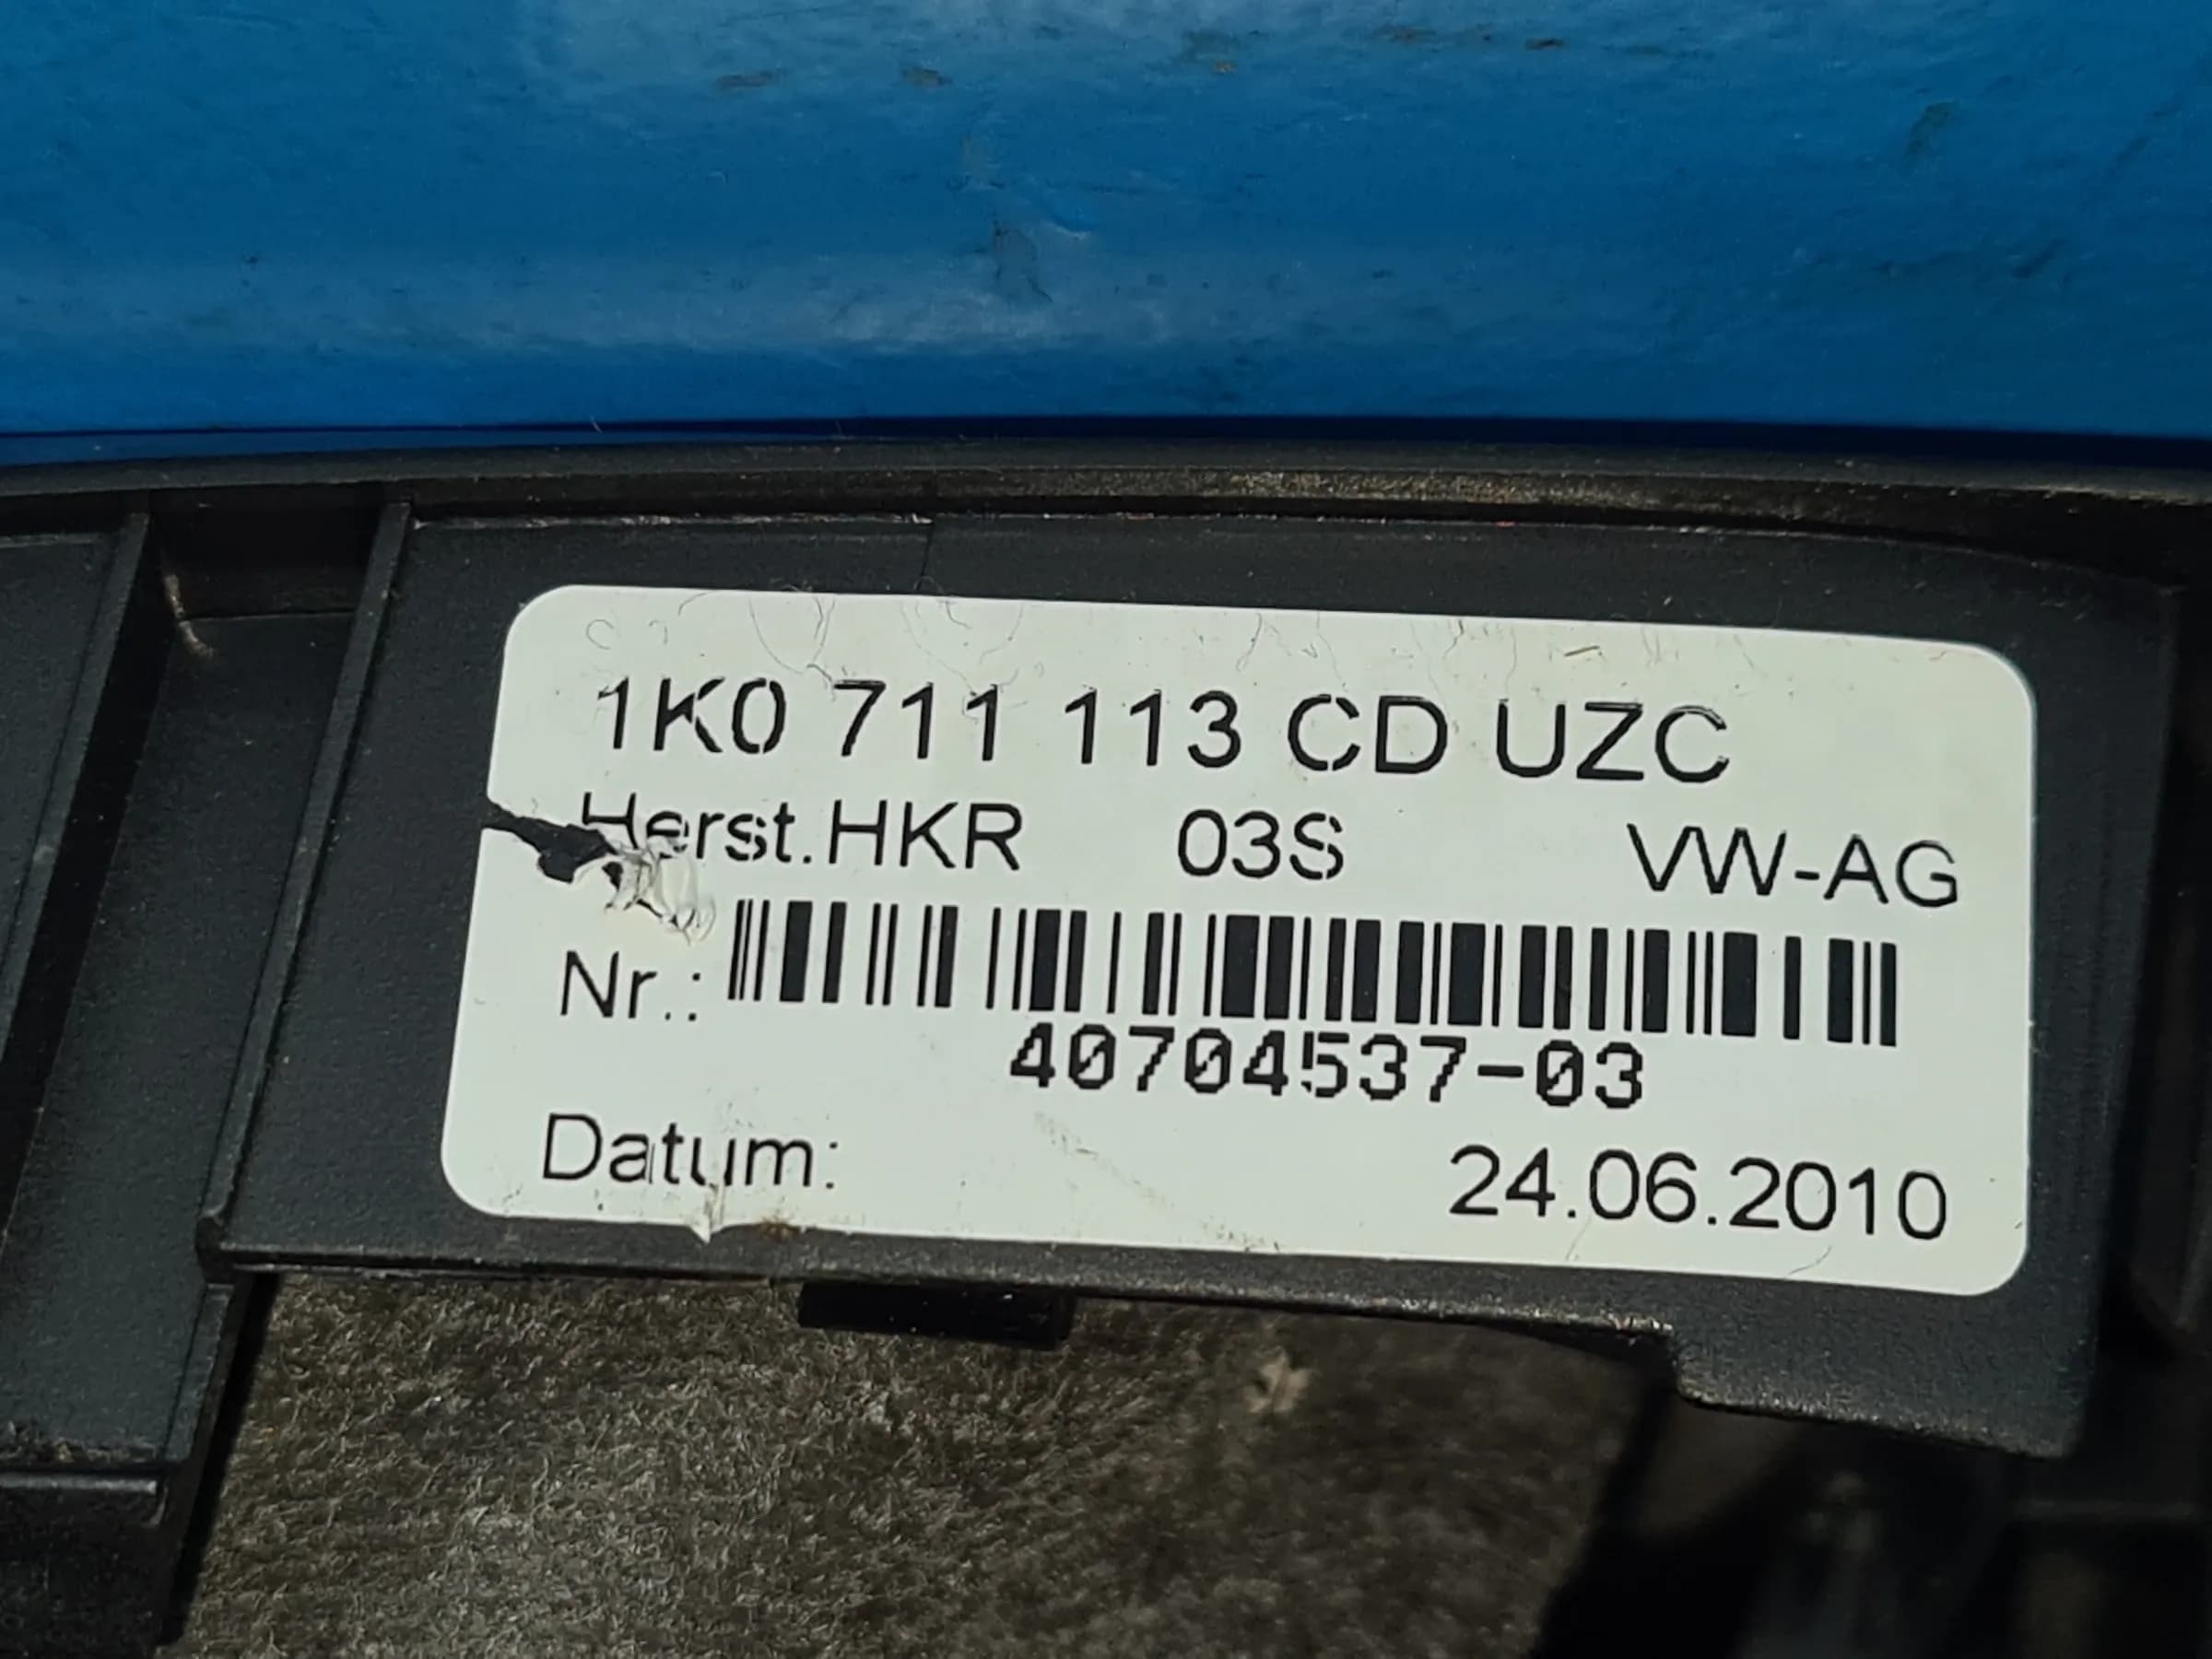 1K0 711 113 CD UZC
Herst.HKR 03S VW-AG
Nr.:
40704537-03
Datum: 24.06.2010